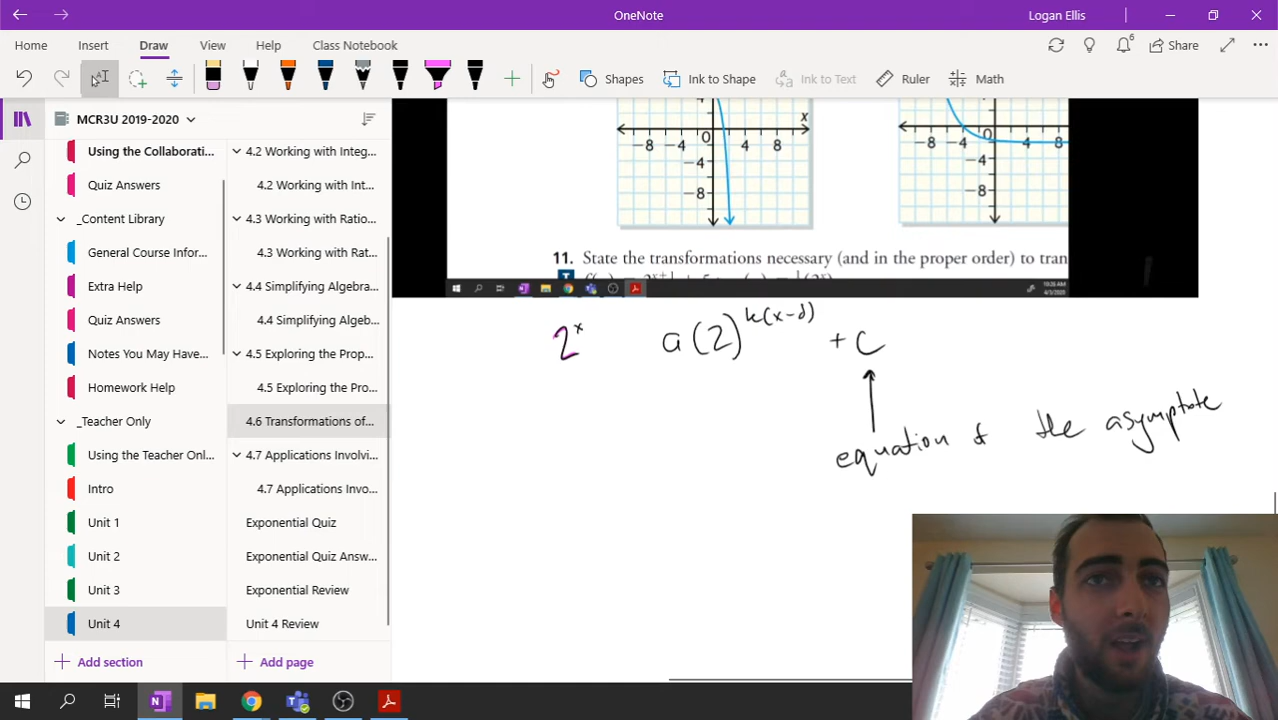 OneNote
Logan Ellis
Home Insert Draw View Help Class Notebook
6 Share
Shapes Ink to Shape Ink to Text Ruler Math
MCR3U 2019-2020
Using the Collaborati...
Quiz Answers
_Content Library
General Course Infor...
Extra Help
Quiz Answers
Notes You May Have...
Homework Help
_Teacher Only
Using the Teacher Onl...
Intro
Unit 1
Unit 2
Unit 3
Unit 4
Add section
4.2 Working with Integ...
4.2 Working with Int...
4.3 Working with Ratio...
4.3 Working with Rat...
4.4 Simplifying Algebra...
4.4 Simplifying Algeb...
4.5 Exploring the Prop...
4.5 Exploring the Pro...
4.6 Transformations of...
4.7 Applications Involvi...
4.7 Applications Invo...
Exponential Quiz
Exponential Quiz Answ...
Exponential Review
Unit 4 Review
Add page
x
-8 -4 0 4 8
-4
-8
-8 -4 0 4 8
-4
-8
11. State the transformations necessary (and in the proper order) to tran
T
10:26 AM
4/3/2020
2^x a(2)^k(x-d) + c
equation of the asymptote